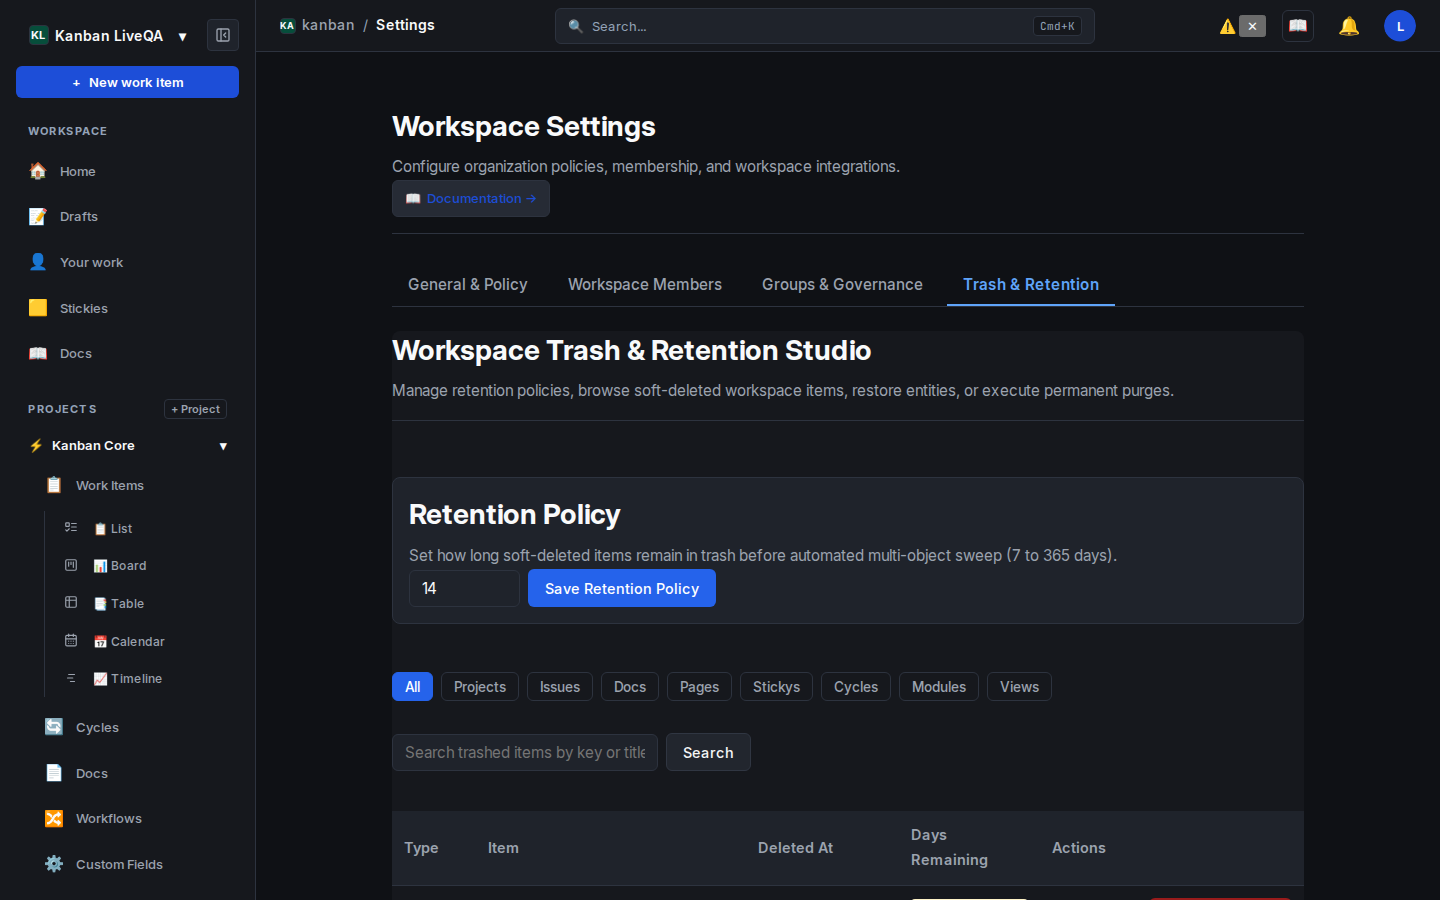 KL Kanban LiveQA ▼
+ New work item
WORKSPACE
Home
Drafts
Your work
Stickies
Docs
PROJECTS
+ Project
Kanban Core ▼
Work Items
List
Board
Table
Calendar
Timeline
Cycles
Docs
Workflows
Custom Fields
KA kanban / Settings
Search...
Cmd+K
✕
L
Workspace Settings
Configure organization policies, membership, and workspace integrations.
Documentation →
General & Policy
Workspace Members
Groups & Governance
Trash & Retention
Workspace Trash & Retention Studio
Manage retention policies, browse soft-deleted workspace items, restore entities, or execute permanent purges.
Retention Policy
Set how long soft-deleted items remain in trash before automated multi-object sweep (7 to 365 days).
14
Save Retention Policy
All
Projects
Issues
Docs
Pages
Stickys
Cycles
Modules
Views
Search trashed items by key or title
Search
Type
Item
Deleted At
Days
Remaining
Actions